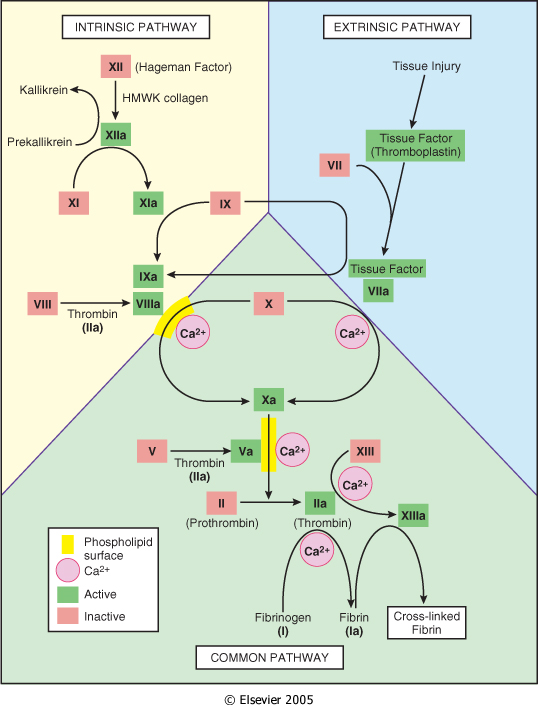 INTRINSIC PATHWAY
EXTRINSIC PATHWAY
XII
(Hageman Factor)
Tissue Injury
Kallikrein
HMWK collagen
XIIa
Prekallikrein
Tissue Factor
(Thromboplastin)
VII
XI
XIa
IX
IXa
Tissue Factor
VIIa
VIII
VIIIa
X
Thrombin
(IIa)
Ca2+
Ca2+
Xa
V
Va
Ca2+
XIII
Thrombin
(IIa)
Ca2+
II
IIa
XIIIa
(Prothrombin)
(Thrombin)
Ca2+
Phospholipid
surface
Ca2+
Active
Inactive
Fibrinogen
(I)
Fibrin
(Ia)
Cross-linked
Fibrin
COMMON PATHWAY
© Elsevier 2005